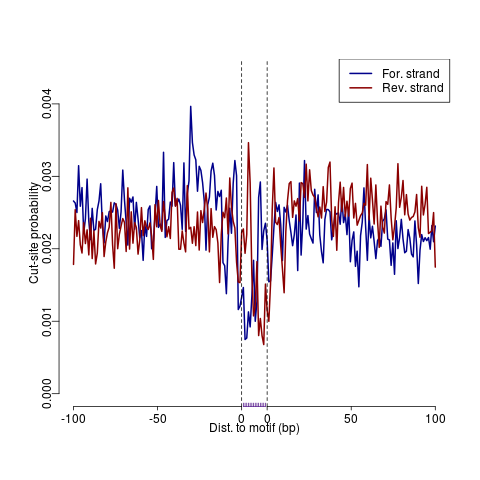 For. strand
Rev. strand
Cut-site probability
0.004
0.003
0.002
0.001
0.000
-100 -50 0 0 50 100
Dist. to motif (bp)